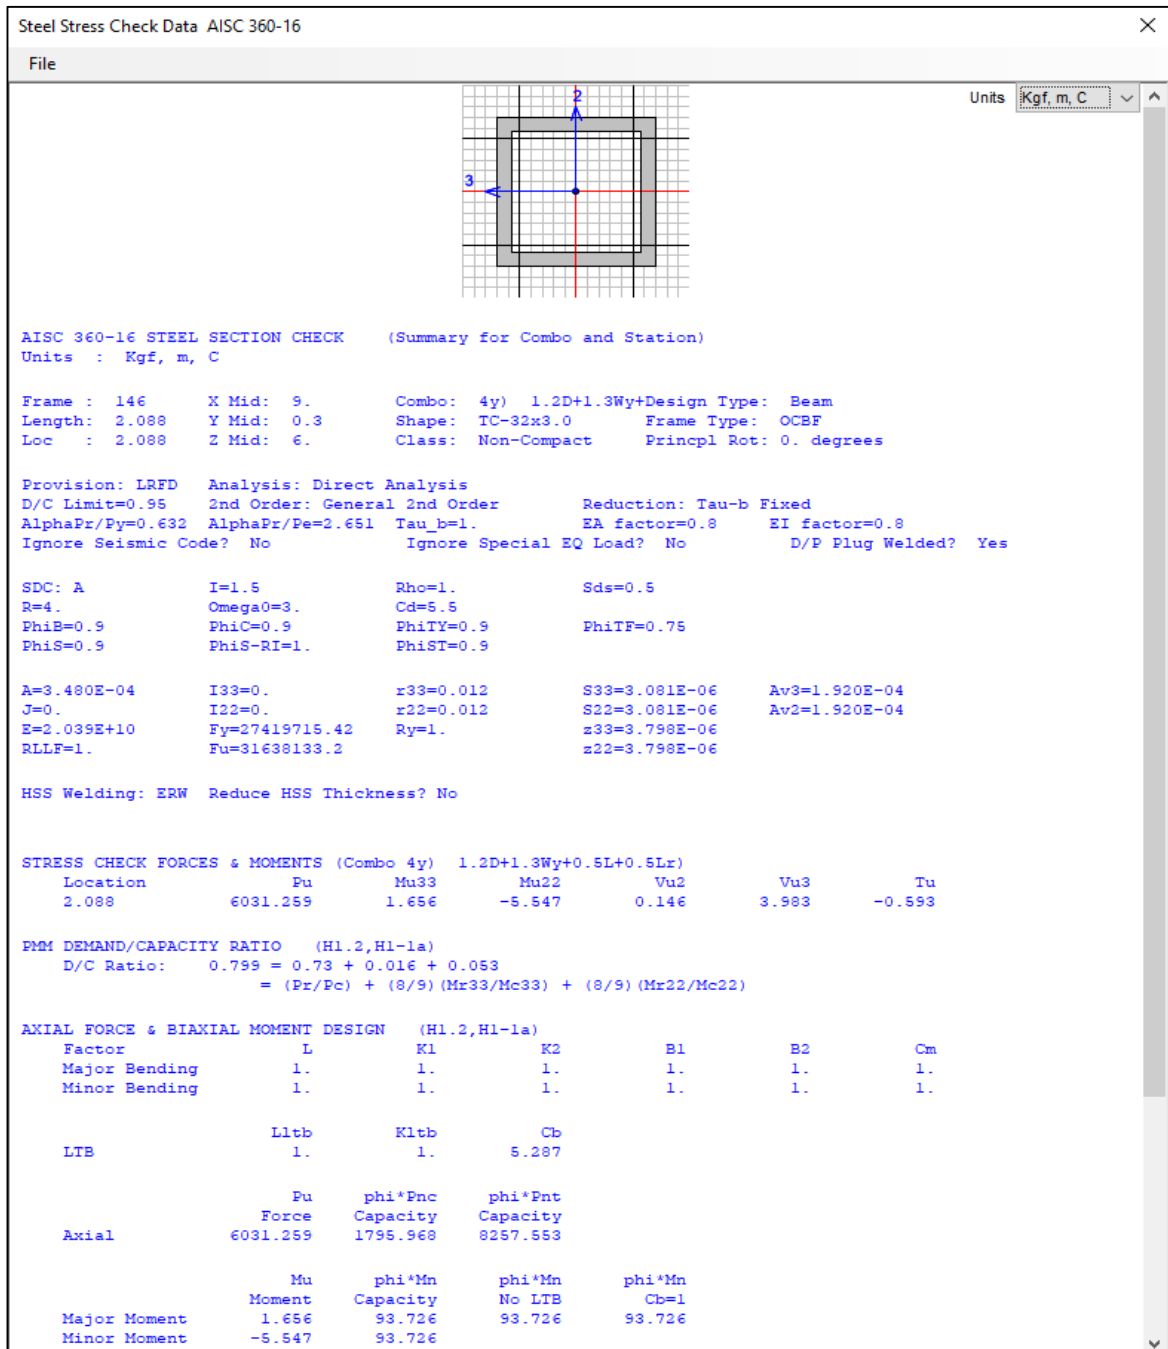 Steel Stress Check Data AISC 360-16
File
Units Kgf, m, C
2
3
AISC 360-16 STEEL SECTION CHECK (Summary for Combo and Station)
Units : Kgf, m, C
Frame : 146 X Mid: 9. Combo: 4y) 1.2D+1.3Wy+Design Type: Beam
Length: 2.088 Y Mid: 0.3 Shape: TC-32x3.0 Frame Type: OCBF
Loc : 2.088 Z Mid: 6. Class: Non-Compact Princpl Rot: 0. degrees
Provision: LRFD Analysis: Direct Analysis
D/C Limit=0.95 2nd Order: General 2nd Order Reduction: Tau-b Fixed
AlphaPr/Py=0.632 AlphaPr/Pe=2.651 Tau_b=1. EA factor=0.8 EI factor=0.8
Ignore Seismic Code? No Ignore Special EQ Load? No D/P Plug Welded? Yes
SDC: A I=1.5 Rho=1. Sds=0.5
R=4. Omega0=3. Cd=5.5
PhiB=0.9 PhiC=0.9 PhiTY=0.9 PhiTF=0.75
PhiS=0.9 PhiS-RI=1. PhiST=0.9
A=3.480E-04 I33=0. r33=0.012 S33=3.081E-06 Av3=1.920E-04
J=0. I22=0. r22=0.012 S22=3.081E-06 Av2=1.920E-04
E=2.039E+10 Fy=27419715.42 Ry=1. z33=3.798E-06
RLLF=1. Fu=31638133.2 z22=3.798E-06
HSS Welding: ERW Reduce HSS Thickness? No
STRESS CHECK FORCES & MOMENTS (Combo 4y) 1.2D+1.3Wy+0.5L+0.5Lr)
Location Pu Mu33 Mu22 Vu2 Vu3 Tu
2.088 6031.259 1.656 -5.547 0.146 3.983 -0.593
PMM DEMAND/CAPACITY RATIO (H1.2,H1-1a)
D/C Ratio: 0.799 = 0.73 + 0.016 + 0.053
= (Pr/Pc) + (8/9)(Mr33/Mc33) + (8/9)(Mr22/Mc22)
AXIAL FORCE & BIAXIAL MOMENT DESIGN (H1.2,H1-1a)
Factor L K1 K2 B1 B2 Cm
Major Bending 1. 1. 1. 1. 1. 1.
Minor Bending 1. 1. 1. 1. 1. 1.
Lltb Kltb Cb
LTB 1. 1. 5.287
Pu phi*Pnc phi*Pnt
Force Capacity Capacity
Axial 6031.259 1795.968 8257.553
Mu phi*Mn phi*Mn phi*Mn
Moment Capacity No LTB Cb=1
Major Moment 1.656 93.726 93.726 93.726
Minor Moment -5.547 93.726